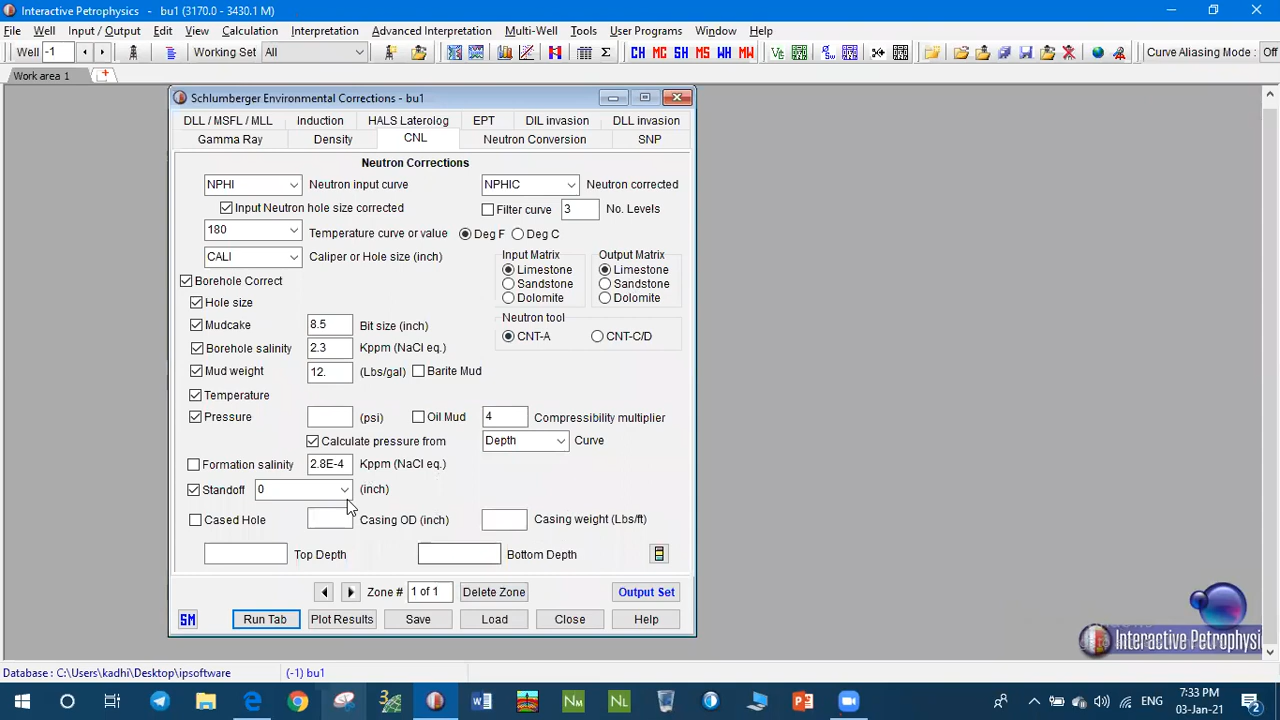 Interactive Petrophysics - bu1 (3170.0 - 3430.1 M)
File Well Input / Output Edit View Calculation Interpretation Advanced Interpretation Multi-Well Tools User Programs Window Help
Well -1 Working Set All CH MC SH MS WH MW Curve Aliasing Mode : Off
Work area 1
Schlumberger Environmental Corrections - bu1
DLL / MSFL / MLL Induction HALS Laterolog EPT DIL invasion DLL invasion
Gamma Ray Density CNL Neutron Conversion SNP
Neutron Corrections
NPHI Neutron input curve NPHIC Neutron corrected
Input Neutron hole size corrected Filter curve 3 No. Levels
180 Temperature curve or value Deg F Deg C
CALI Caliper or Hole size (inch) Input Matrix Output Matrix
Limestone Limestone
Borehole Correct Sandstone Sandstone
Hole size Dolomite Dolomite
Mudcake 8.5 Bit size (inch) Neutron tool
Borehole salinity 2.3 Kppm (NaCl eq.) CNT-A CNT-C/D
Mud weight 12. (Lbs/gal) Barite Mud
Temperature
Pressure (psi) Oil Mud 4 Compressibility multiplier
Calculate pressure from Depth Curve
Formation salinity 2.8E-4 Kppm (NaCl eq.)
Standoff 0 (inch)
Cased Hole Casing OD (inch) Casing weight (Lbs/ft)
Top Depth Bottom Depth
Zone # 1 of 1 Delete Zone Output Set
SM Run Tab Plot Results Save Load Close Help
Interactive Petrophysi
Database : C:\Users\kadhi\Desktop\ipsoftware (-1) bu1
ENG 7:33 PM
03-Jan-21
2